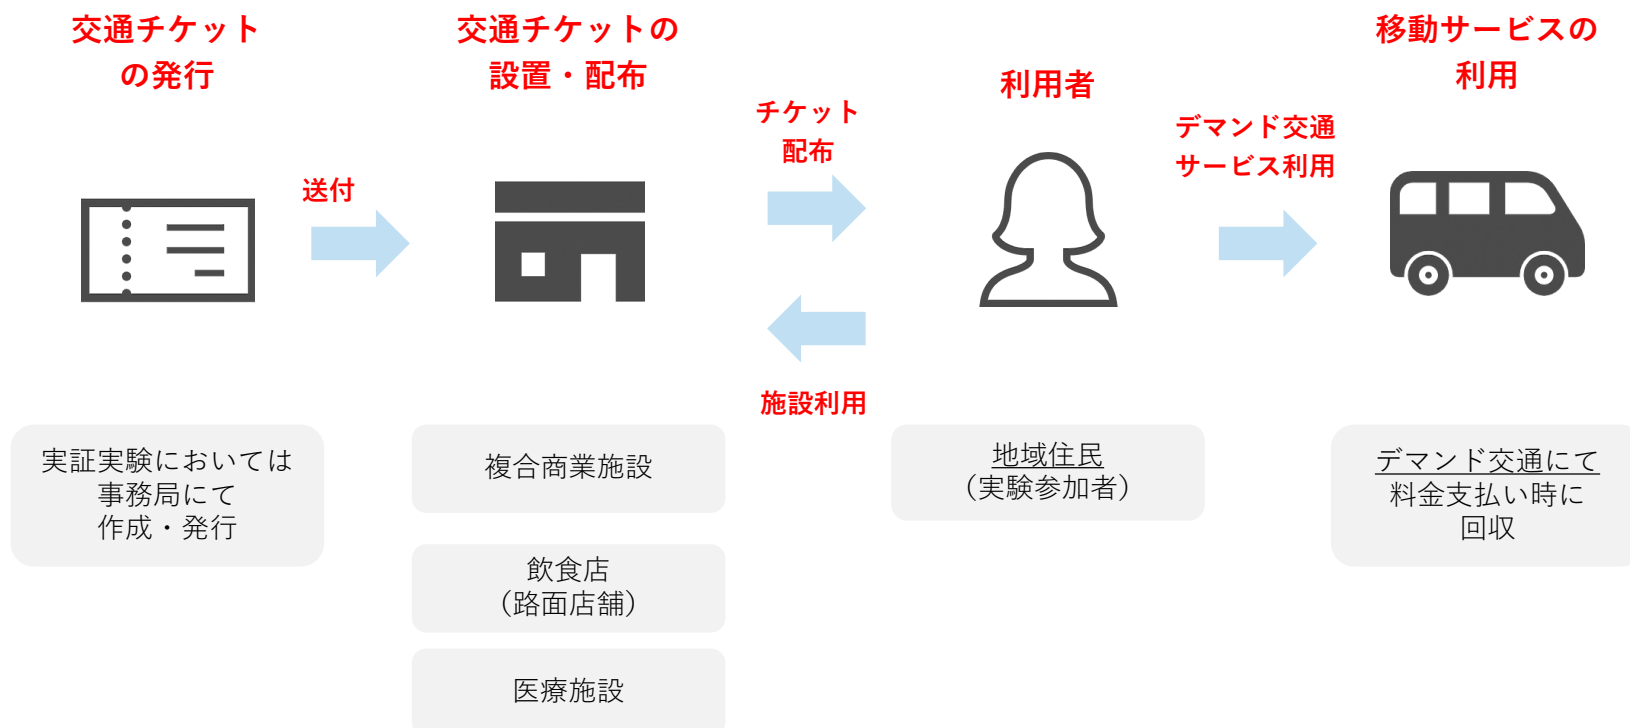 交通チケット
の発行
交通チケットの
設置・配布
利用者
移動サービスの
利用
送付
チケット
配布
デマンド交通
サービス利用
施設利用
実証実験においては
事務局にて
作成・発行
複合商業施設
飲食店
（路面店舗）
医療施設
地域住民
（実験参加者）
デマンド交通にて
料金支払い時に
回収